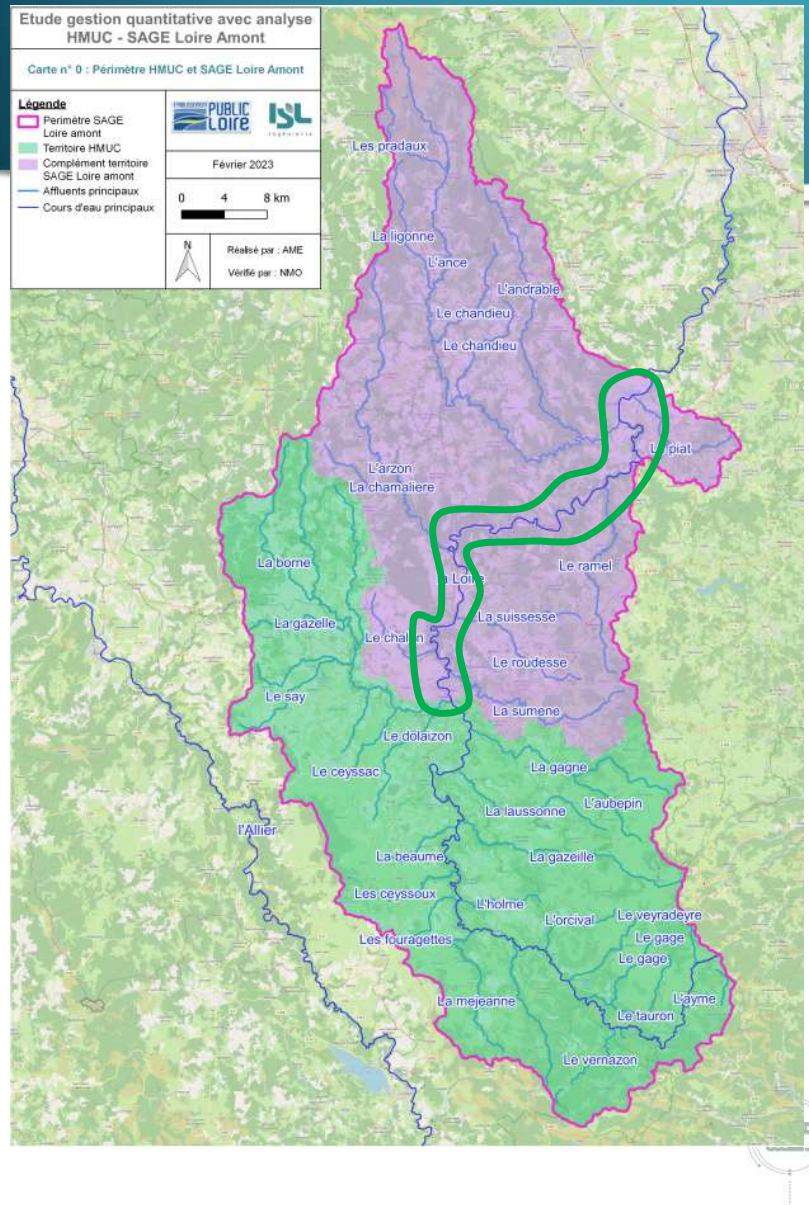 Etude gestion quantitative avec analyse
HMUC - SAGE Loire Amont
Carte n° 0 : Périmètre HMUC et SAGE Loire Amont
Légende
Perimètre SAGE
Loire amont
Territoire HMUC
Complément territoire
SAGE Loire amont
Affluents principaux
Cours d'eau principaux
ETABLISSEMENT
PUBLIC
LOIRE
ISL
Ingénierie
Février 2023
0 4 8 km
N
Réalisé par : AME
Vérifié par : NMO
Les pradaux
La ligonne
L'ance
L'andrable
Le chandieu
Le chandieu
Le piat
L'arzon
La chamaliere
La borne
La Loire
Le ramel
La gazelle
La suissesse
Le chalon
Le roudesse
Le say
La sumene
Le dolaizon
Le ceyssac
La gagne
L'aubepin
La laussonne
l'Allier
La beaume
La gazeille
Les ceyssoux
L'holme
L'orcival
Le veyradeyre
Les fouragettes
Le gage
Le gage
La mejeanne
L'ayme
Le tauron
Le vernazon